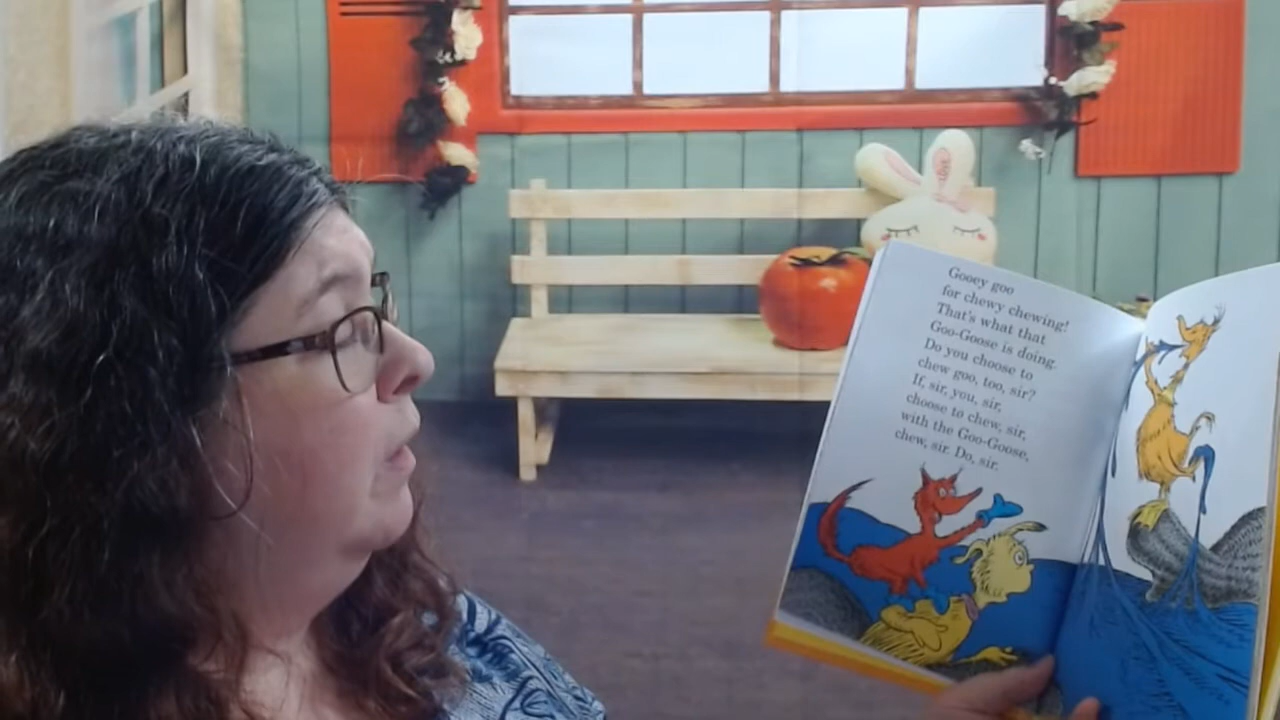 Gooey goo
for chewy chewing!
That's what that
Goo-Goose is doing.
Do you choose to
chew goo, too, sir?
If, sir, you, sir,
choose to chew, sir,
with the Goo-Goose,
chew, sir. Do, sir.